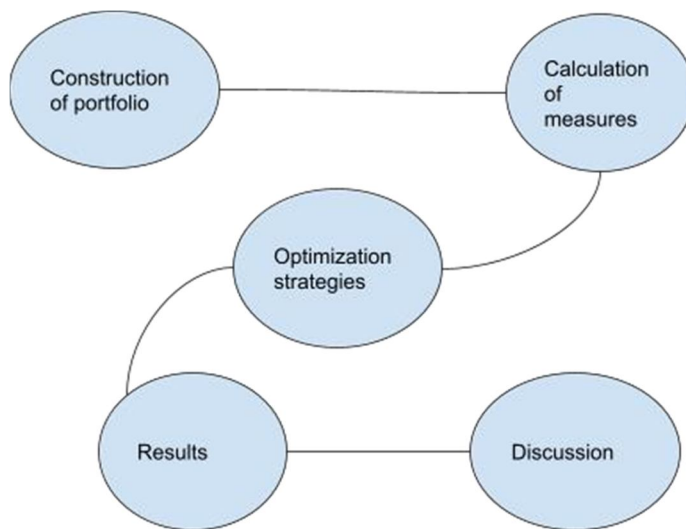 Construction
of portfolio
Calculation
of
measures
Optimization
strategies
Results
Discussion